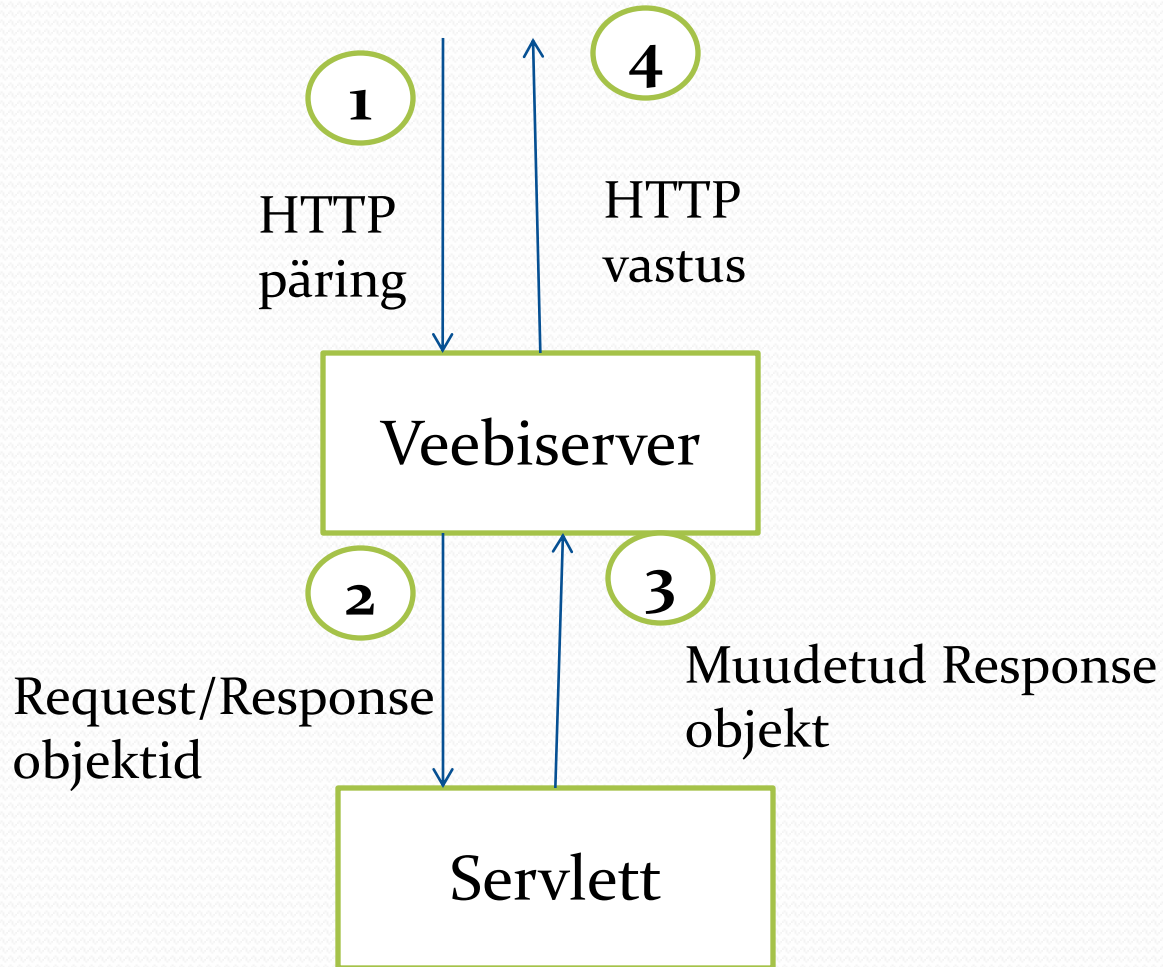 1
4
HTTP
päring
HTTP
vastus
Veebiserver
2
3
Request/Response
objektid
Muudetud Response
objekt
Servlett